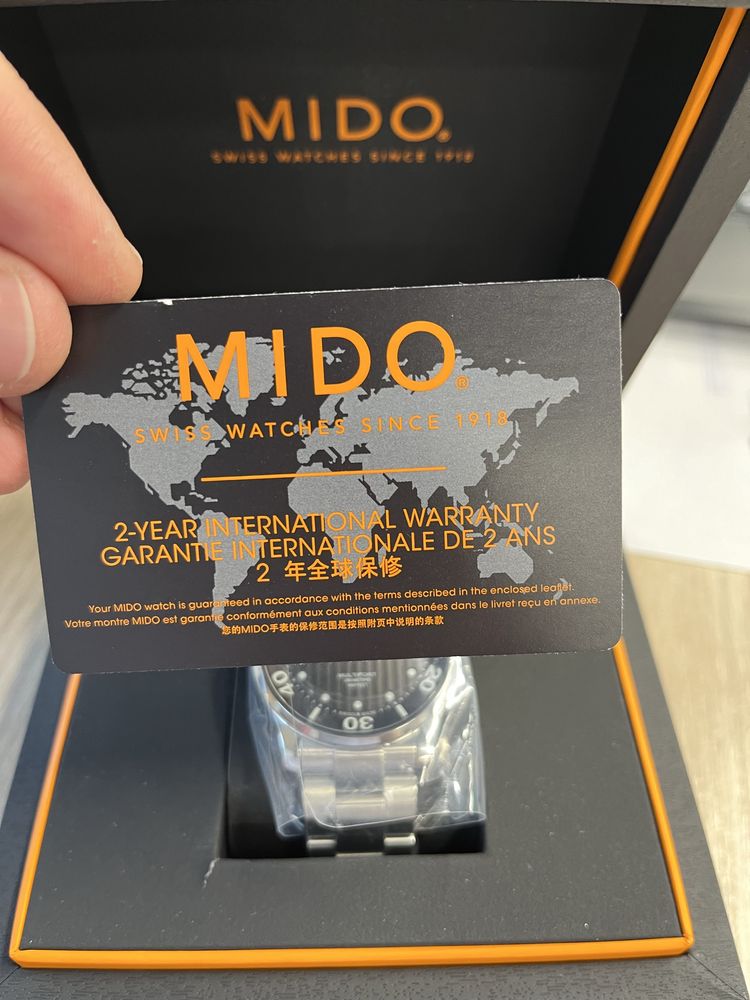 MIDO®
SWISS WATCHES SINCE 1918
MIDO®
SWISS WATCHES SINCE 1918
2-YEAR INTERNATIONAL WARRANTY
GARANTIE INTERNATIONALE DE 2 ANS
2 年全球保修
Your MIDO watch is guaranteed in accordance with the terms described in the enclosed leaflet.
Votre montre MIDO est garantie conformément aux conditions mentionnées dans le livret reçu en annexe.
您的MIDO手表的保修范围是按照附页中说明的条款
40
30
20